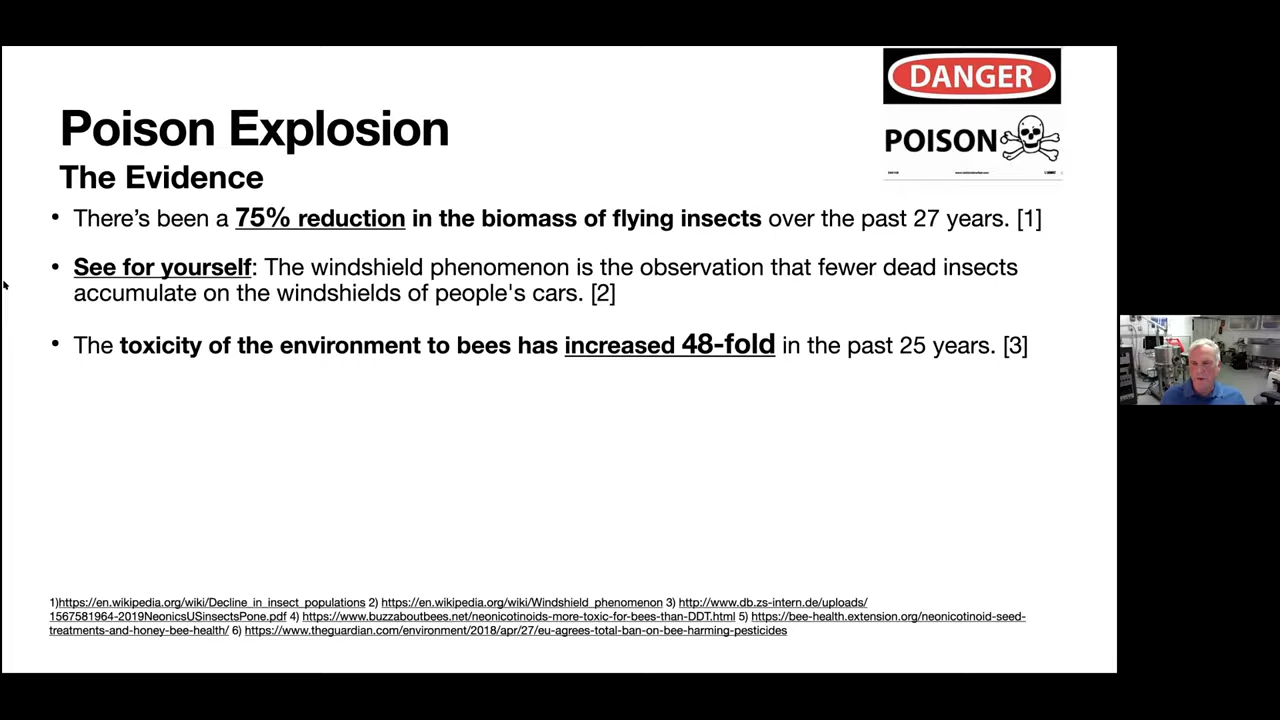 DANGER
POISON
Poison Explosion
The Evidence
• There’s been a 75% reduction in the biomass of flying insects over the past 27 years. [1]
• See for yourself: The windshield phenomenon is the observation that fewer dead insects
accumulate on the windshields of people's cars. [2]
• The toxicity of the environment to bees has increased 48-fold in the past 25 years. [3]
1)https://en.wikipedia.org/wiki/Decline_in_insect_populations 2) https://en.wikipedia.org/wiki/Windshield_phenomenon 3) http://www.db.zs-intern.de/uploads/
1567581964-2019NeonicsUSinsectsPone.pdf 4) https://www.buzzaboutbees.net/neonicotinoids-more-toxic-for-bees-than-DDT.html 5) https://bee-health.extension.org/neonicotinoid-seed-
treatments-and-honey-bee-health/ 6) https://www.theguardian.com/environment/2018/apr/27/eu-agrees-total-ban-on-bee-harming-pesticides